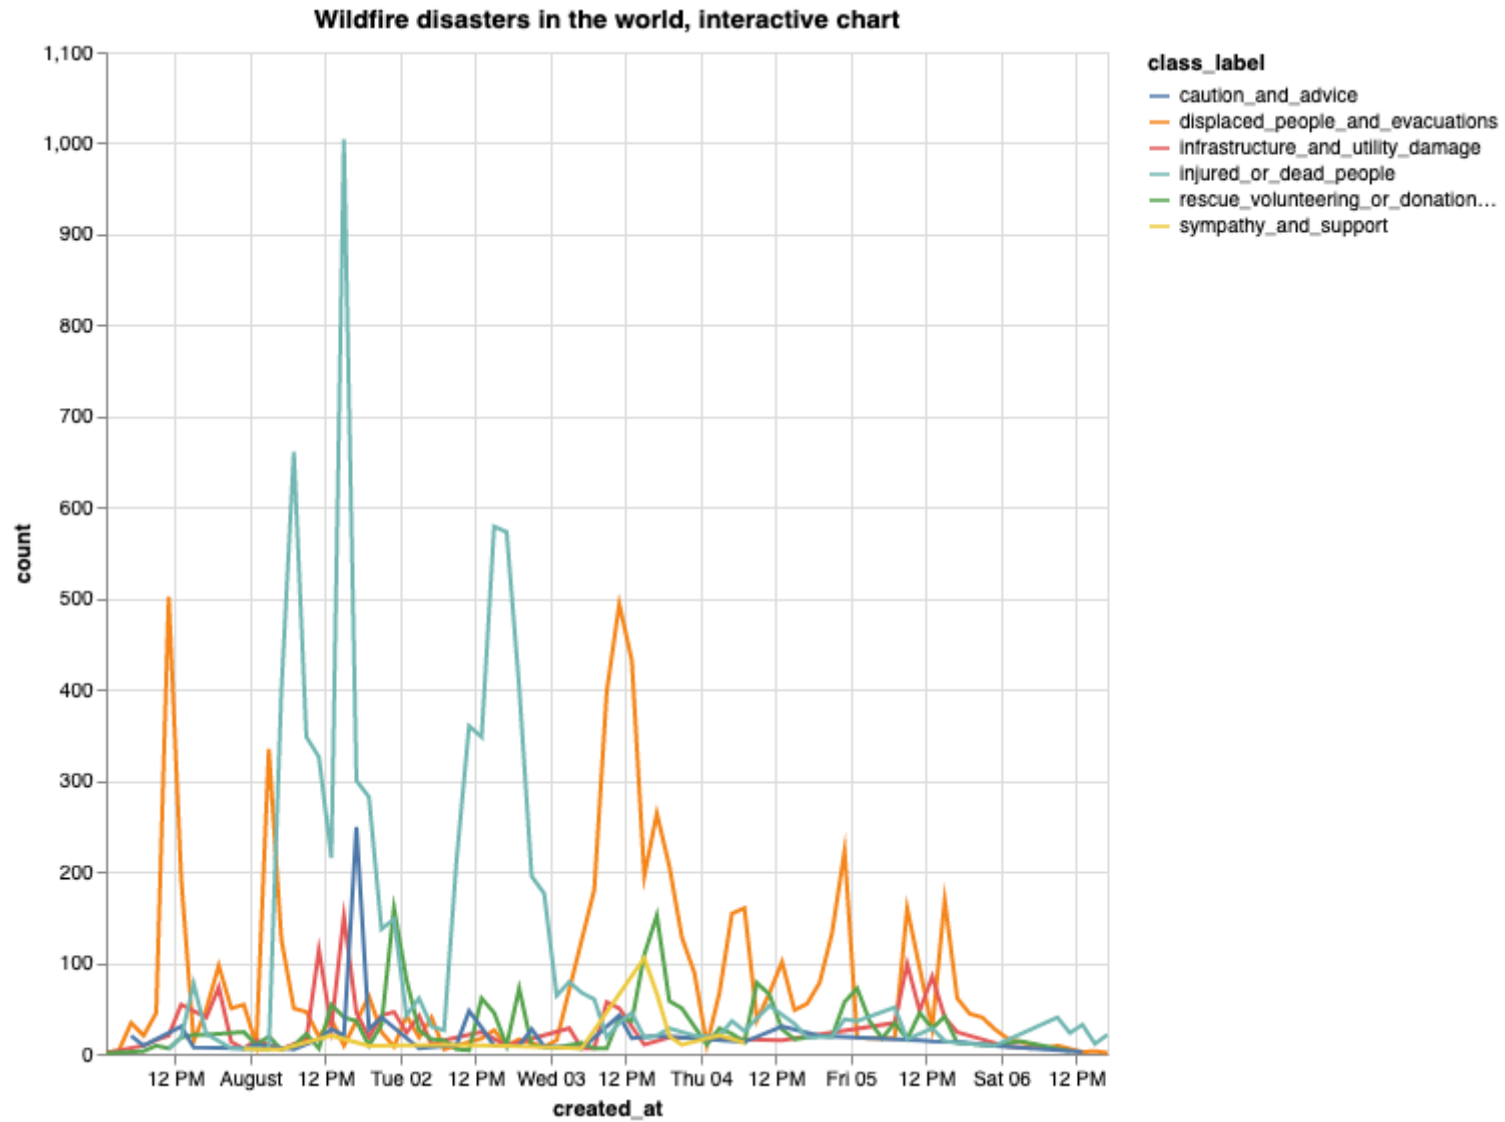 Wildfire disasters in the world, interactive chart
1,100
1,000
900
800
700
600
500
400
300
200
100
0
count
12 PM August 12 PM Tue 02 12 PM Wed 03 12 PM Thu 04 12 PM Fri 05 12 PM Sat 06 12 PM
created_at
class_label
caution_and_advice
displaced_people_and_evacuations
infrastructure_and_utility_damage
injured_or_dead_people
rescue_volunteering_or_donation…
sympathy_and_support